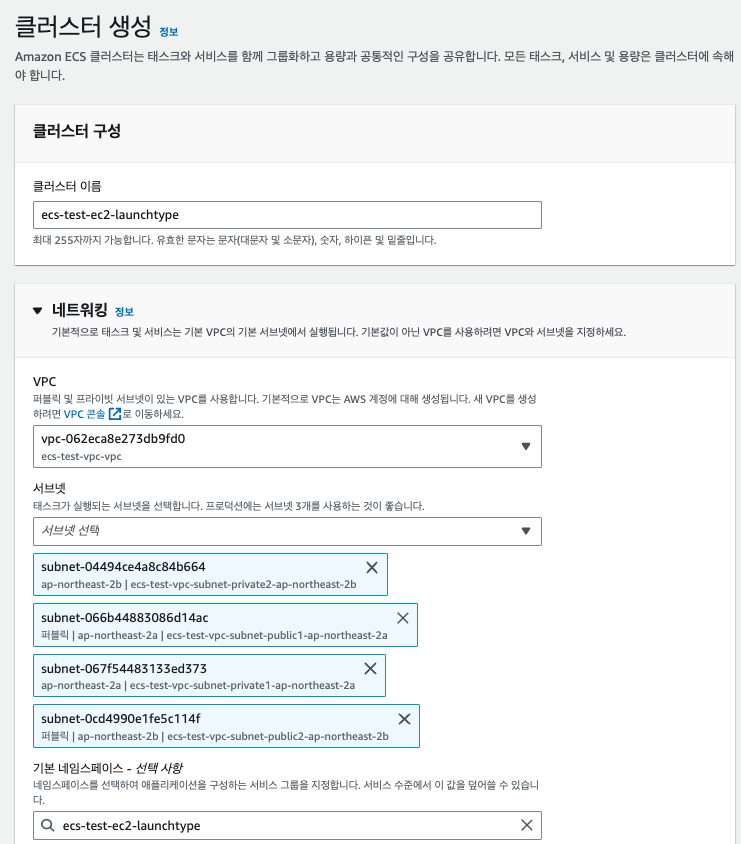 클러스터 생성 정보
Amazon ECS 클러스터는 태스크와 서비스를 함께 그룹화하고 용량과 공통적인 구성을 공유합니다. 모든 태스크, 서비스 및 용량은 클러스터에 속해
야 합니다.
클러스터 구성
클러스터 이름
ecs-test-ec2-launchtype
최대 255자까지 가능합니다. 유효한 문자는 문자(대문자 및 소문자), 숫자, 하이픈 및 밑줄입니다.
네트워킹 정보
기본적으로 태스크 및 서비스는 기본 VPC의 기본 서브넷에서 실행됩니다. 기본값이 아닌 VPC를 사용하려면 VPC와 서브넷을 지정하세요.
VPC
퍼블릭 및 프라이빗 서브넷이 있는 VPC를 사용합니다. 기본적으로 VPC는 AWS 계정에 대해 생성됩니다. 새 VPC를 생성
하려면 VPC 콘솔 로 이동하세요.
vpc-062eca8e273db9fd0
ecs-test-vpc-vpc
서브넷
태스크가 실행되는 서브넷을 선택합니다. 프로덕션에는 서브넷 3개를 사용하는 것이 좋습니다.
서브넷 선택
subnet-04494ce4a8c84b664
ap-northeast-2b | ecs-test-vpc-subnet-private2-ap-northeast-2b
subnet-066b44883086d14ac
퍼블릭 | ap-northeast-2a | ecs-test-vpc-subnet-public1-ap-northeast-2a
subnet-067f54483133ed373
ap-northeast-2a | ecs-test-vpc-subnet-private1-ap-northeast-2a
subnet-0cd4990e1fe5c114f
퍼블릭 | ap-northeast-2b | ecs-test-vpc-subnet-public2-ap-northeast-2b
기본 네임스페이스 - 선택 사항
네임스페이스를 선택하여 애플리케이션을 구성하는 서비스 그룹을 지정합니다. 서비스 수준에서 이 값을 덮어쓸 수 있습니
다.
ecs-test-ec2-launchtype